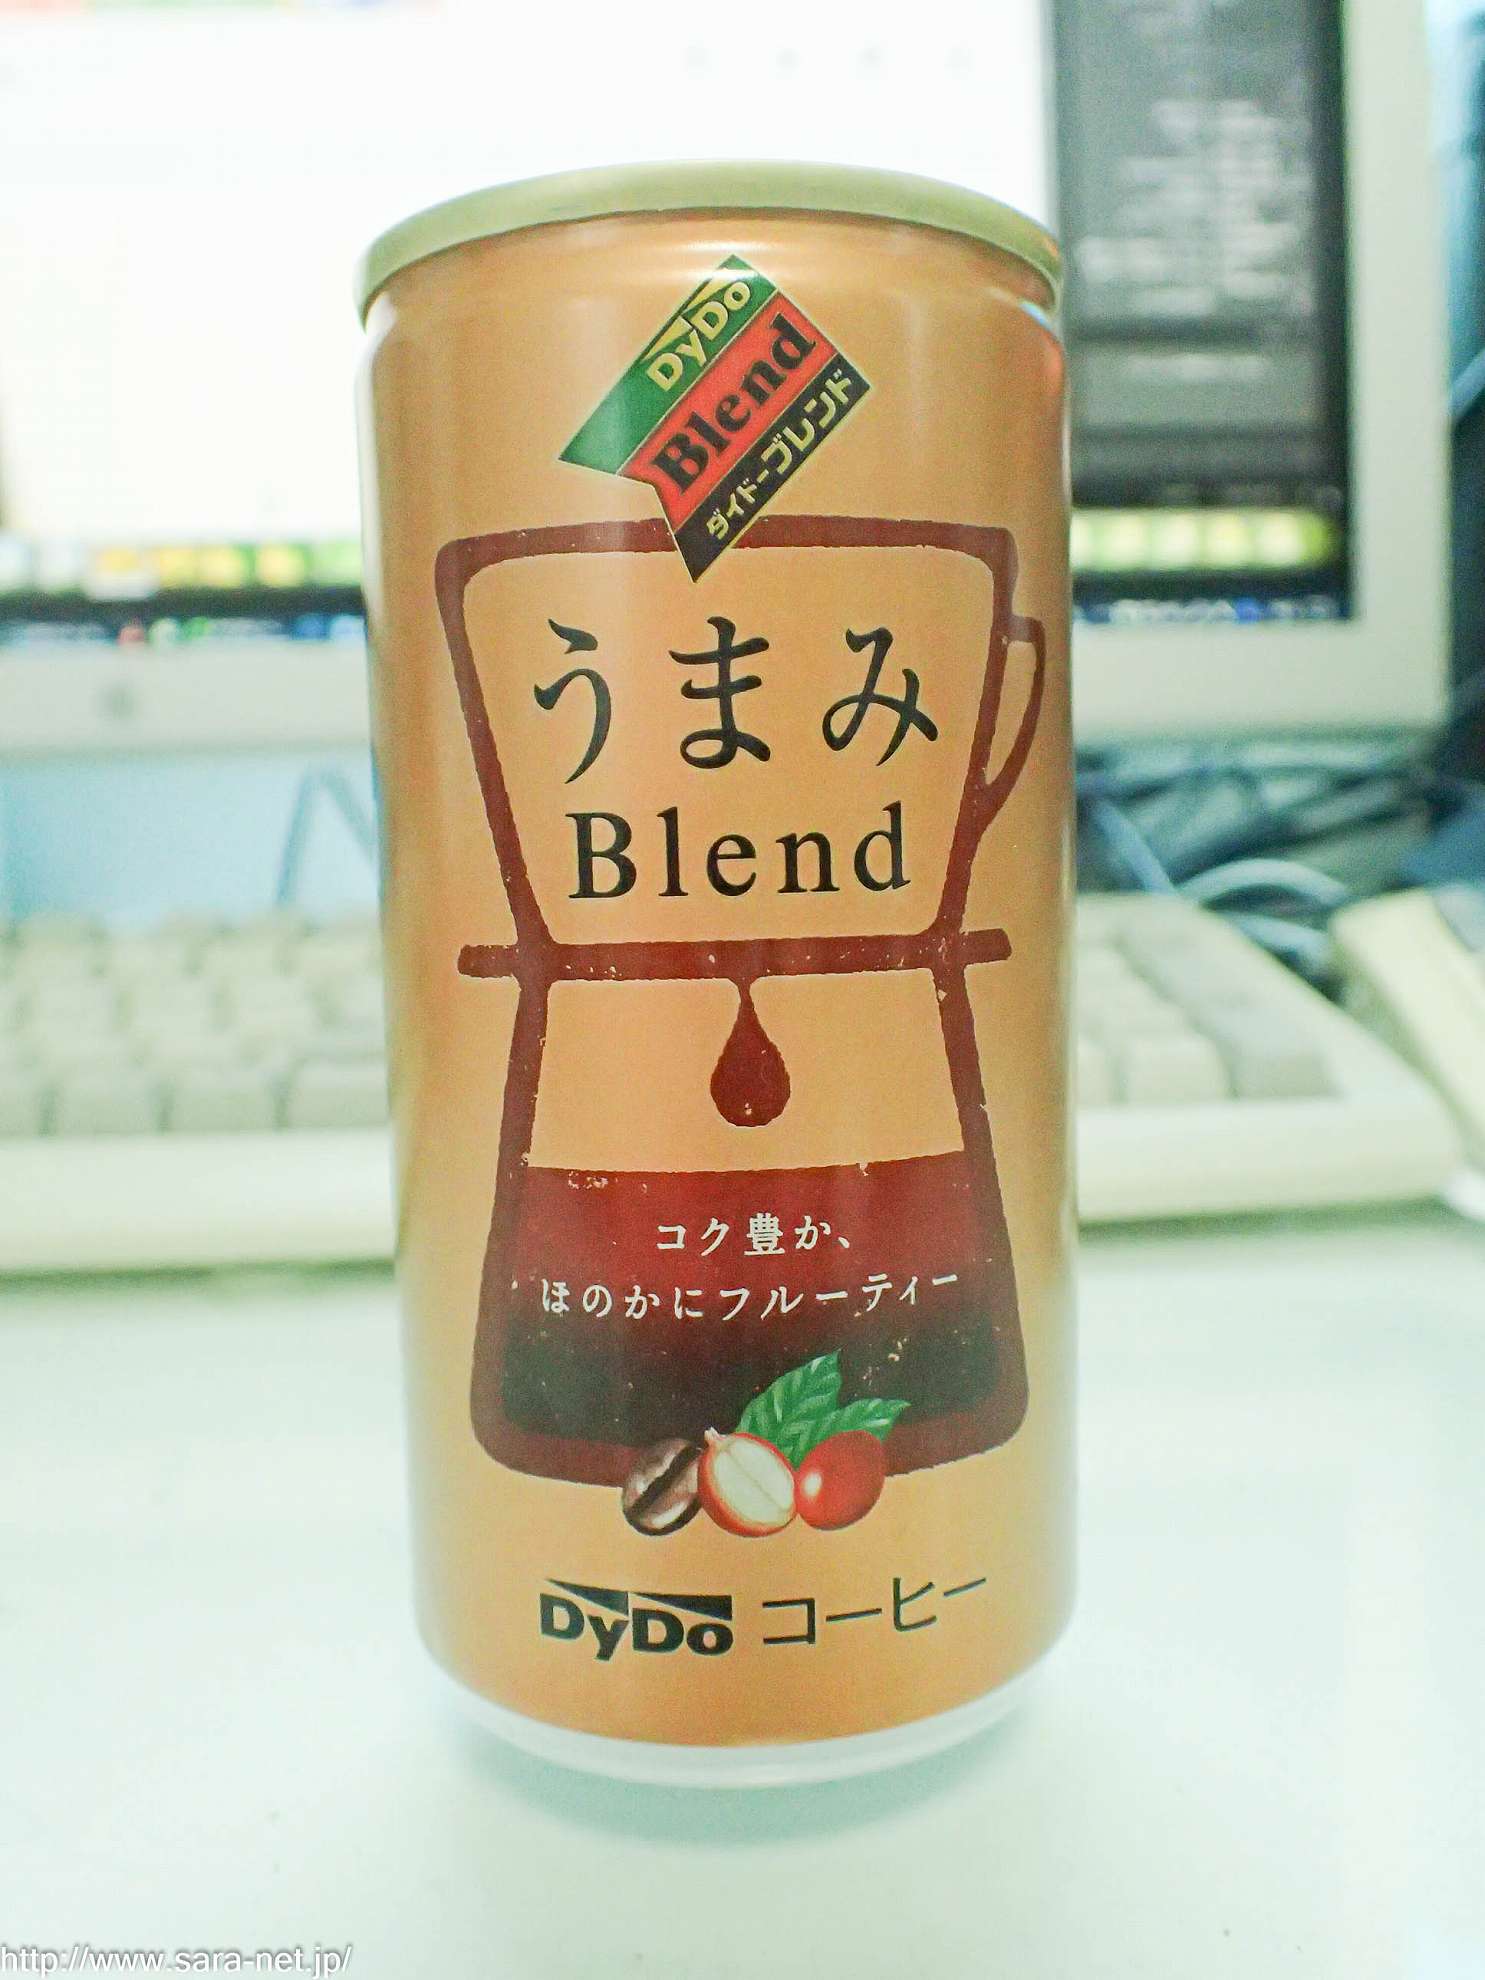 DyDo
Blend
ダイドーブレンド
うまみ
Blend
コク豊か、
ほのかにフルーティー
DyDo コーヒー
http://www.sara-net.jp/